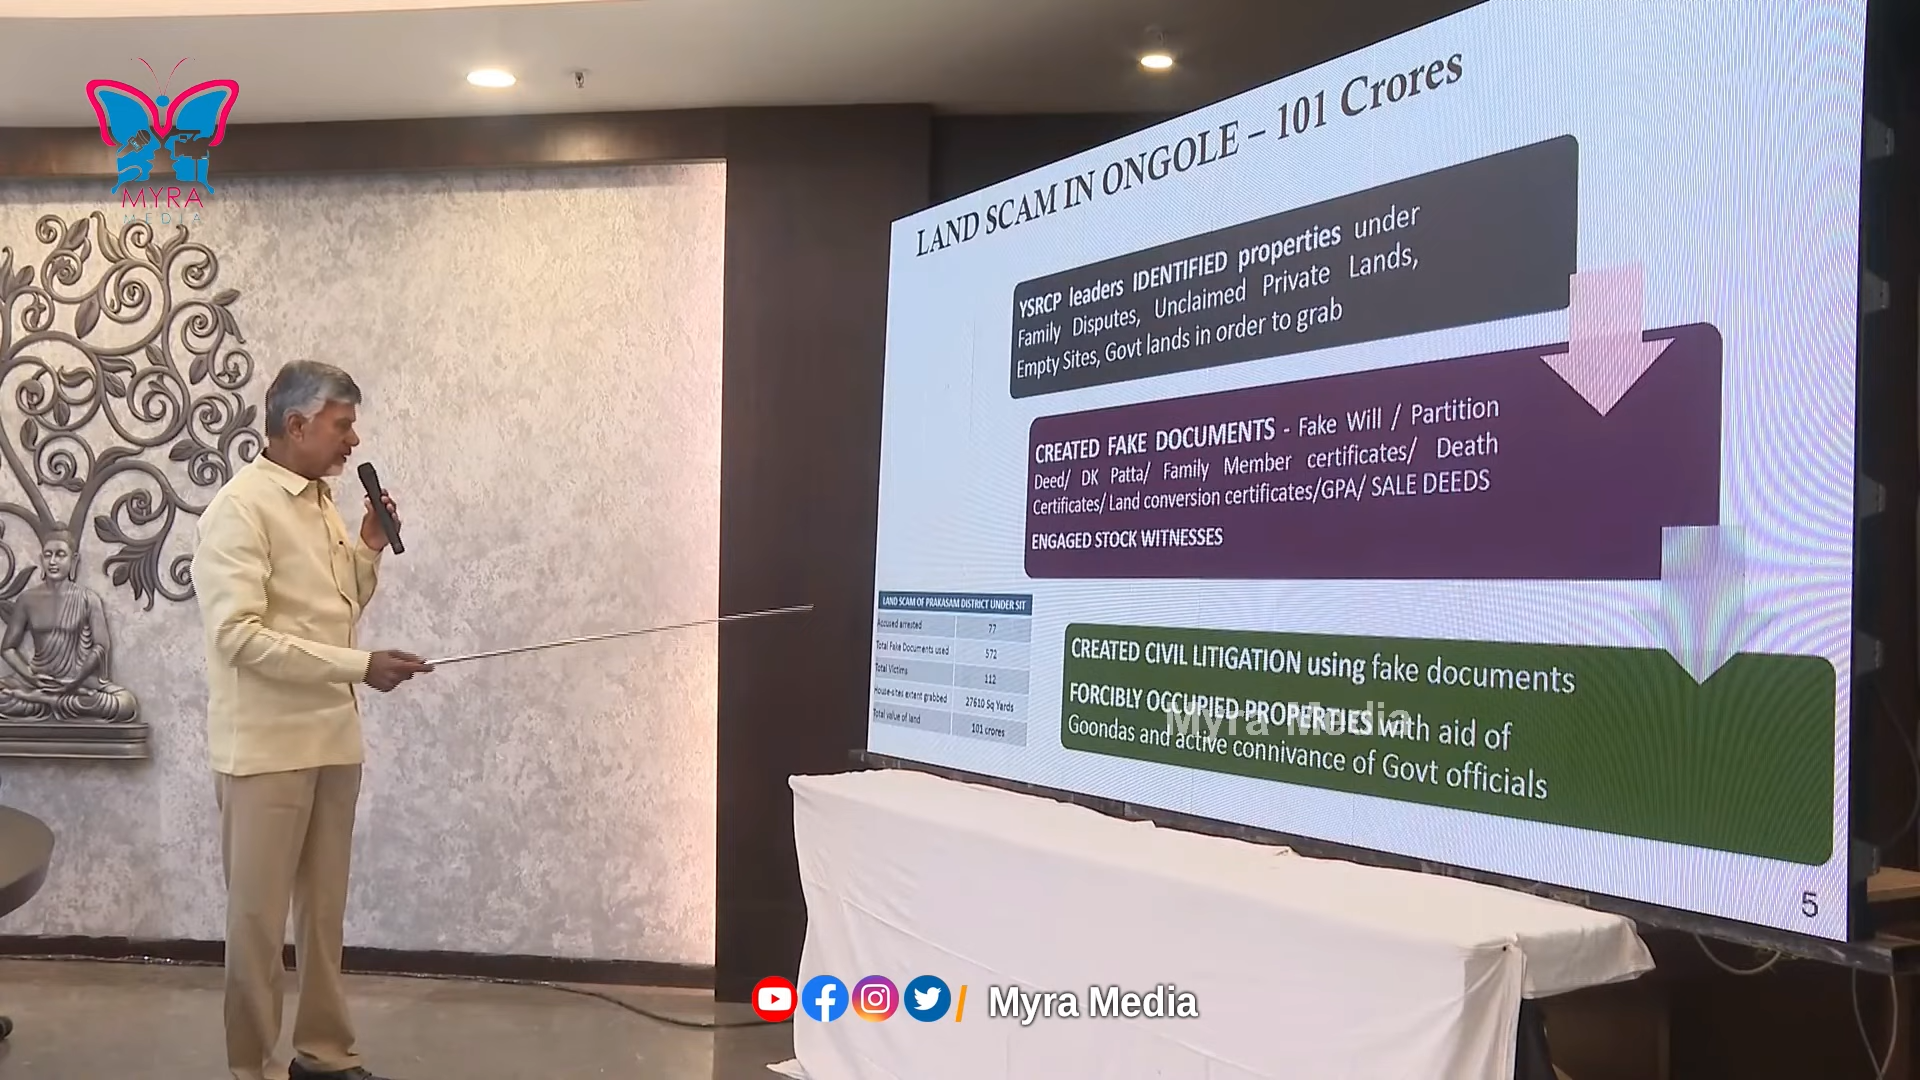 MYRA
MEDIA
LAND SCAM IN ONGOLE – 101 Crores
YSRCP leaders IDENTIFIED properties under
Family Disputes, Unclaimed Private Lands,
Empty Sites, Govt lands in order to grab
CREATED FAKE DOCUMENTS - Fake Will / Partition
Deed/ DK Patta/ Family Member certificates/ Death
Certificates/ Land conversion certificates/GPA/ SALE DEEDS
ENGAGED STOCK WITNESSES
LAND SCAM OF PRAKASAM DISTRICT UNDER SIT
Accused arrested 77
Total Fake Documents used 572
Total Victims 112
House-sites extent grabbed 27610 Sq Yards
Total value of land 101 crores
CREATED CIVIL LITIGATION using fake documents
FORCIBLY OCCUPIED PROPERTIES with aid of
Goondas and active connivance of Govt officials
Myra Media
5
/ Myra Media